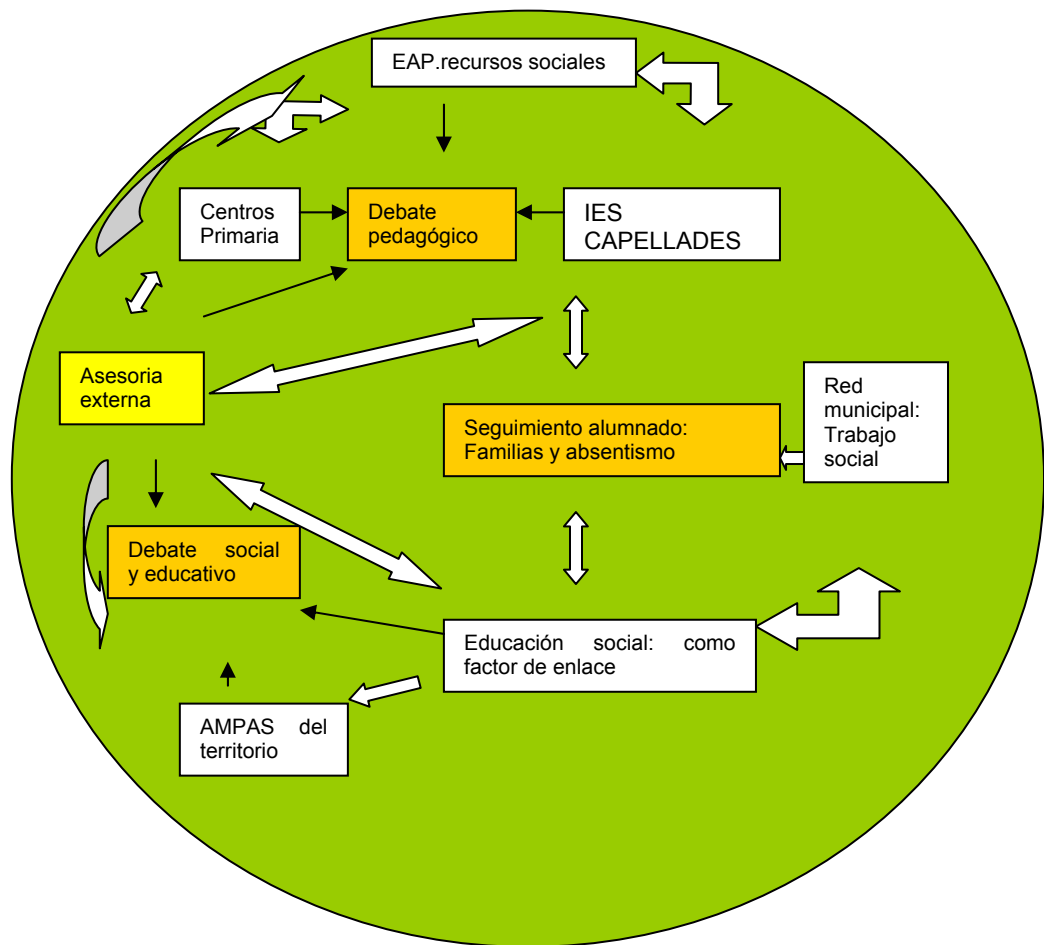 EAP.recursos sociales
Centros
Primaria
Debate
pedagógico
IES
CAPELLADES
Asesoria
externa
Seguimiento alumnado:
Familias y absentismo
Red
municipal:
Trabajo
social
Debate social
y educativo
Educación social: como
factor de enlace
AMPAS del
territorio